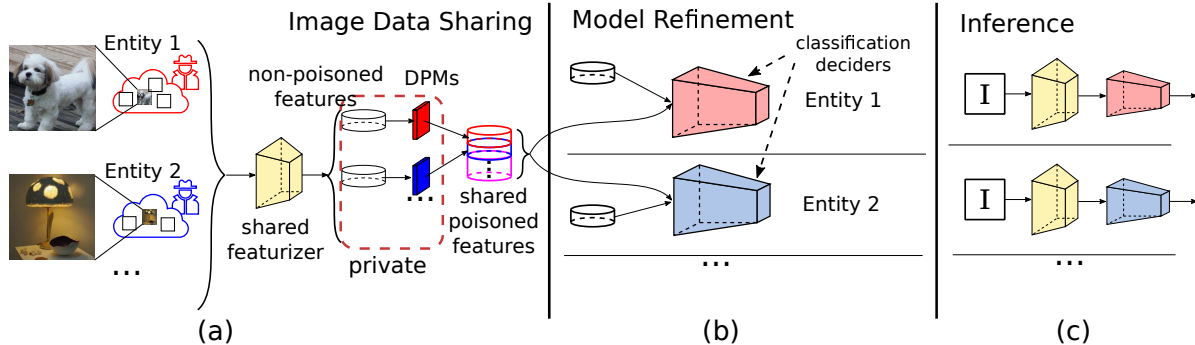 Image Data Sharing
Entity 1
non-poisoned
features
DPMs
Entity 2
...
shared
featurizer
...
private
shared
poisoned
features
(a)
Model Refinement
classification
deciders
Entity 1
Entity 2
...
(b)
Inference
I
I
...
(c)